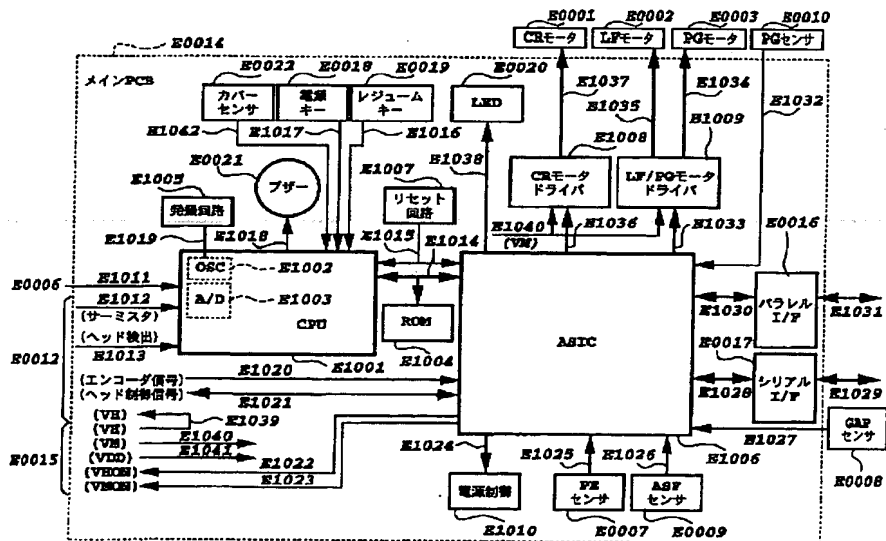 E0001 E0002 E0003 E0010
CRモータ LFモータ PGモータ PGセンサ
E0014
メインPCB
E0022 E0018 E0019 E0020
カバーセンサ 電源キー レジュームキー LED
E1037 E1035 E1034 E1032
E1042 E1017 E1016
E0021
ブザー
E1008 E1009
CRモータドライバ LF/PGモータドライバ
E1038
E1005
発振回路
E1007
リセット回路
E1019 E1018 E1015 E1014
E1040 (VM) E1036 E1033
E0016
OSC E1002
A/D E1003
CPU
ROM
ASIC
E1030 パラレルI/F E1031
E0006 E1011
E1012
(サーミスタ)
(ヘッド検出)
E1013
E0012
E1001 E1004
E0017
E1028 シリアルI/F E1029
(エンコーダ信号) E1020
(ヘッド制御信号) E1021
(VH)
(VH) E1039
(VM) E1040
(VDD) E1041
(VHON) E1022
(VMON) E1023
E0015
E1024 E1025 E1026 E1006
E1027 GAPセンサ
E0008
電源制御 PEセンサ ASFセンサ
E1010 E0007 E0009